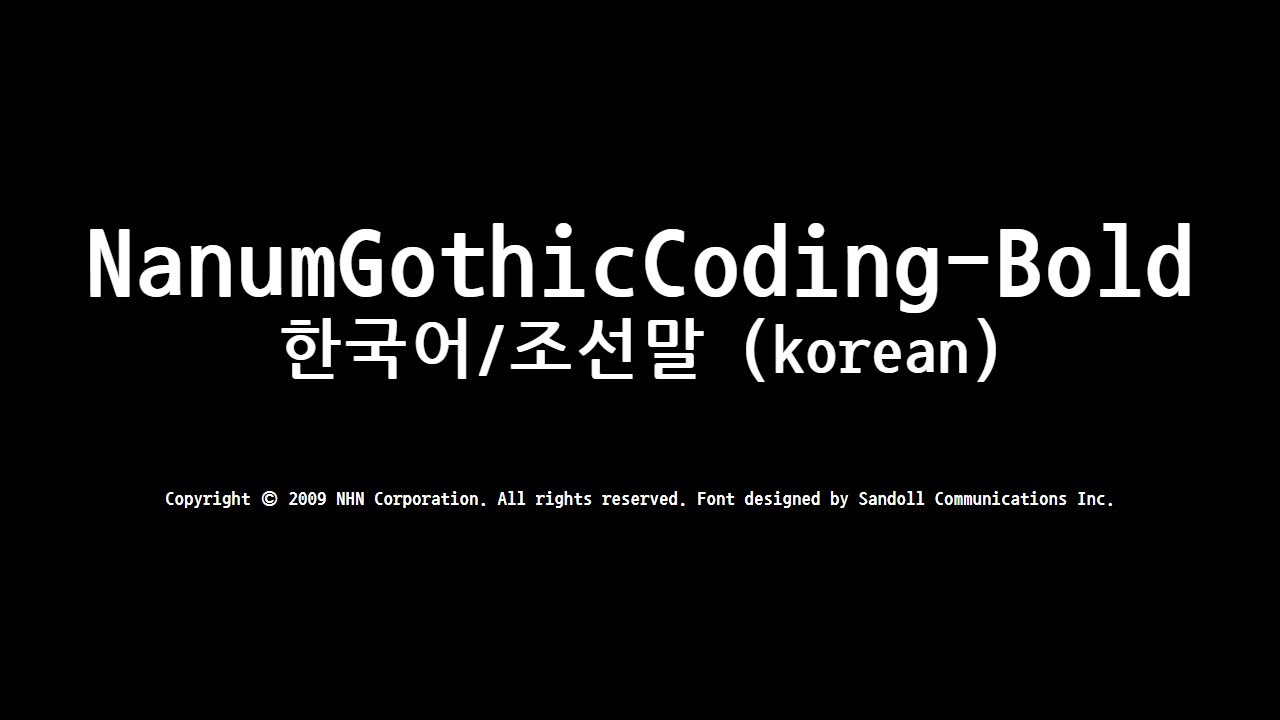 NanumGothicCoding-Bold
한국어/조선말 (korean)
Copyright © 2009 NHN Corporation. All rights reserved. Font designed by Sandoll Communications Inc.